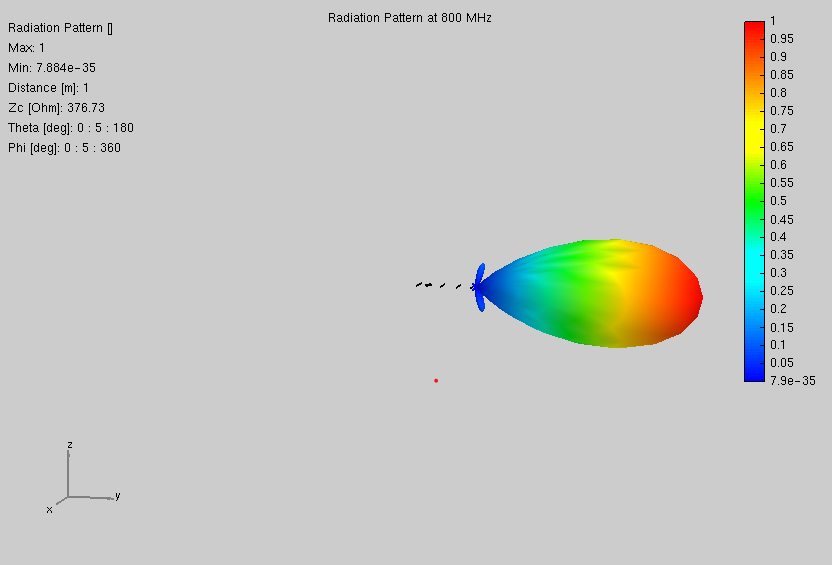 Radiation Pattern at 800 MHz
Radiation Pattern []
Max: 1
Min: 7.884e-35
Distance [m]: 1
Zc [Ohm]: 376.73
Theta [deg]: 0 : 5 : 180
Phi [deg]: 0 : 5 : 360
1
0.95
0.9
0.85
0.8
0.75
0.7
0.65
0.6
0.55
0.5
0.45
0.4
0.35
0.3
0.25
0.2
0.15
0.1
0.05
7.9e-35
z
y
x